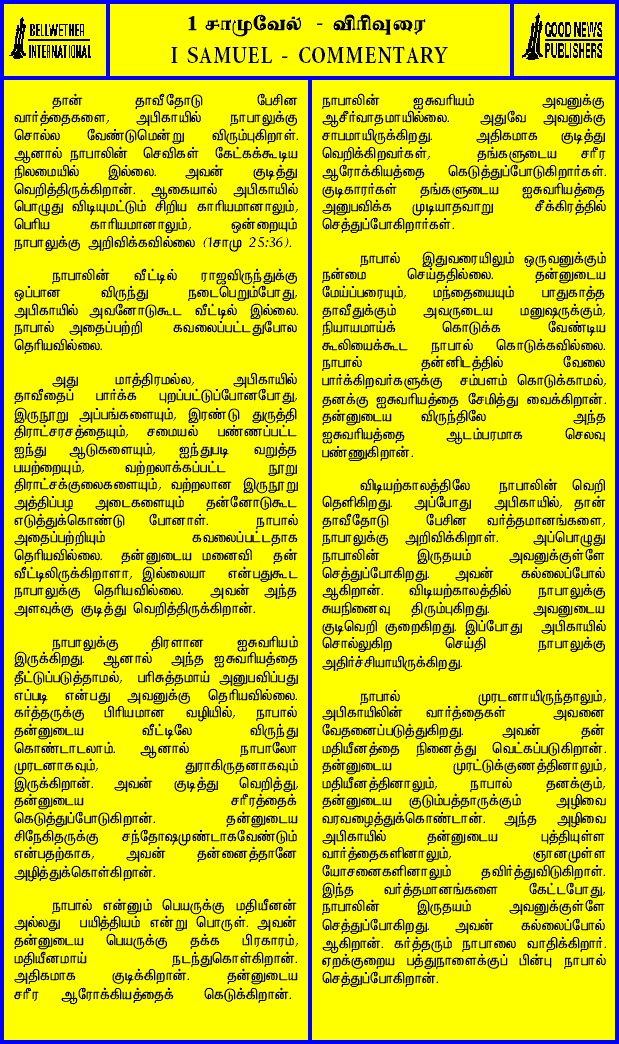 BELLWETHER
INTERNATIONAL
1 சாமுவேல் - விரிவுரை
I SAMUEL - COMMENTARY
GOOD NEWS
PUBLISHERS
தான் தாவீதோடு பேசின
வார்த்தைகளை, அபிகாயில் நாபாலுக்கு
சொல்ல வேண்டுமென்று விரும்புகிறாள்.
ஆனால் நாபாலின் செவிகள் கேட்கக்கூடிய
நிலமையில் இல்லை. அவன் குடித்து
வெறித்திருக்கிறான். ஆகையால் அபிகாயில்
பொழுது விடியுமட்டும் சிறிய காரியமானாலும்,
பெரிய காரியமானாலும், ஒன்றையும்
நாபாலுக்கு அறிவிக்கவில்லை (1சாமு 25:36).
நாபாலின் வீட்டில் ராஜவிருந்துக்கு
ஒப்பான விருந்து நடைபெறும்போது,
அபிகாயில் அவனோடுகூட வீட்டில் இல்லை.
நாபால் அதைப்பற்றி கவலைப்பட்டதுபோல
தெரியவில்லை.
அது மாத்திரமல்ல, அபிகாயில்
தாவீதைப் பார்க்க புறப்பட்டுப்போனபோது,
இருநூறு அப்பங்களையும், இரண்டு துருத்தி
திராட்சரசத்தையும், சமையல் பண்ணப்பட்ட
ஐந்து ஆடுகளையும், ஐந்துபடி வறுத்த
பயற்றையும், வற்றலாக்கப்பட்ட நூறு
திராட்சக்குலைகளையும், வற்றலான இருநூறு
அத்திப்பழ அடைகளையும் தன்னோடுகூட
எடுத்துக்கொண்டு போனாள். நாபால்
அதைப்பற்றியும் கவலைப்பட்டதாக
தெரியவில்லை. தன்னுடைய மனைவி தன்
வீட்டிலிருக்கிறாளா, இல்லையா என்பதுகூட
நாபாலுக்கு தெரியவில்லை. அவன் அந்த
அளவுக்கு குடித்து வெறித்திருக்கிறான்.
நாபாலுக்கு திரளான ஐசுவரியம்
இருக்கிறது. ஆனால் அந்த ஐசுவரியத்தை
தீட்டுப்படுத்தாமல், பரிசுத்தமாய் அனுபவிப்பது
எப்படி என்பது அவனுக்கு தெரியவில்லை.
கர்த்தருக்கு பிரியமான வழியில், நாபால்
தன்னுடைய வீட்டிலே விருந்து
கொண்டாடலாம். ஆனால் நாபாலோ
முரடனாகவும், துராகிருதனாகவும்
இருக்கிறான். அவன் குடித்து வெறித்து,
தன்னுடைய சரீரத்தைக்
கெடுத்துப்போடுகிறான். தன்னுடைய
சிநேகிதருக்கு சந்தோஷமுண்டாகவேண்டும்
என்பதற்காக, அவன் தன்னைத்தானே
அழித்துக்கொள்கிறான்.
நாபால் என்னும் பெயருக்கு மதியீனன்
அல்லது பயித்தியம் என்று பொருள். அவன்
தன்னுடைய பெயருக்கு தக்க பிரகாரம்,
மதியீனமாய் நடந்துகொள்கிறான்.
அதிகமாக குடிக்கிறான். தன்னுடைய
சரீர ஆரோக்கியத்தைக் கெடுக்கிறான்.
நாபாலின் ஐசுவரியம் அவனுக்கு
ஆசீர்வாதமாயில்லை. அதுவே அவனுக்கு
சாபமாயிருக்கிறது. அதிகமாக குடித்து
வெறிக்கிறவர்கள், தங்களுடைய சரீர
ஆரோக்கியத்தை கெடுத்துப்போடுகிறார்கள்.
குடிகாரர்கள் தங்களுடைய ஐசுவரியத்தை
அனுபவிக்க முடியாதவாறு சீக்கிரத்தில்
செத்துப்போகிறார்கள்.
நாபால் இதுவரையிலும் ஒருவனுக்கும்
நன்மை செய்ததில்லை. தன்னுடைய
மேய்ப்பரையும், மந்தையையும் பாதுகாத்த
தாவீதுக்கும் அவருடைய மனுஷருக்கும்,
நியாயமாய்க் கொடுக்க வேண்டிய
கூலியைக்கூட நாபால் கொடுக்கவில்லை.
நாபால் தன்னிடத்தில் வேலை
பார்க்கிறவர்களுக்கு சம்பளம் கொடுக்காமல்,
தனக்கு ஐசுவரியத்தை சேமித்து வைக்கிறான்.
தன்னுடைய விருந்திலே அந்த
ஐசுவரியத்தை ஆடம்பரமாக செலவு
பண்ணுகிறான்.
விடியற்காலத்திலே நாபாலின் வெறி
தெளிகிறது. அப்போது அபிகாயில், தான்
தாவீதோடு பேசின வர்த்தமானங்களை,
நாபாலுக்கு அறிவிக்கிறாள். அப்பொழுது
நாபாலின் இருதயம் அவனுக்குள்ளே
செத்துப்போகிறது. அவன் கல்லைப்போல்
ஆகிறான். விடியற்காலத்தில் நாபாலுக்கு
சுயநினைவு திரும்புகிறது. அவனுடைய
குடிவெறி குறைகிறது. இப்போது அபிகாயில்
சொல்லுகிற செய்தி நாபாலுக்கு
அதிர்ச்சியாயிருக்கிறது.
நாபால் முரடனாயிருந்தாலும்,
அபிகாயிலின் வார்த்தைகள் அவனை
வேதனைப்படுத்துகிறது. அவன் தன்
மதியீனத்தை நினைத்து வெட்கப்படுகிறான்.
தன்னுடைய முரட்டுக்குணத்தினாலும்,
மதியீனத்தினாலும், நாபால் தனக்கும்,
தன்னுடைய குடும்பத்தாருக்கும் அழிவை
வரவழைத்துக்கொண்டான். அந்த அழிவை
அபிகாயில் தன்னுடைய புத்தியுள்ள
வார்த்தைகளினாலும், ஞானமுள்ள
யோசனைகளினாலும் தவிர்த்துவிடுகிறாள்.
இந்த வர்த்தமானங்களை கேட்டபோது,
நாபாலின் இருதயம் அவனுக்குள்ளே
செத்துப்போகிறது. அவன் கல்லைப்போல்
ஆகிறான். கர்த்தரும் நாபாலை வாதிக்கிறார்.
ஏறக்குறைய பத்துநாளைக்குப் பின்பு நாபால்
செத்துப்போகிறான்.